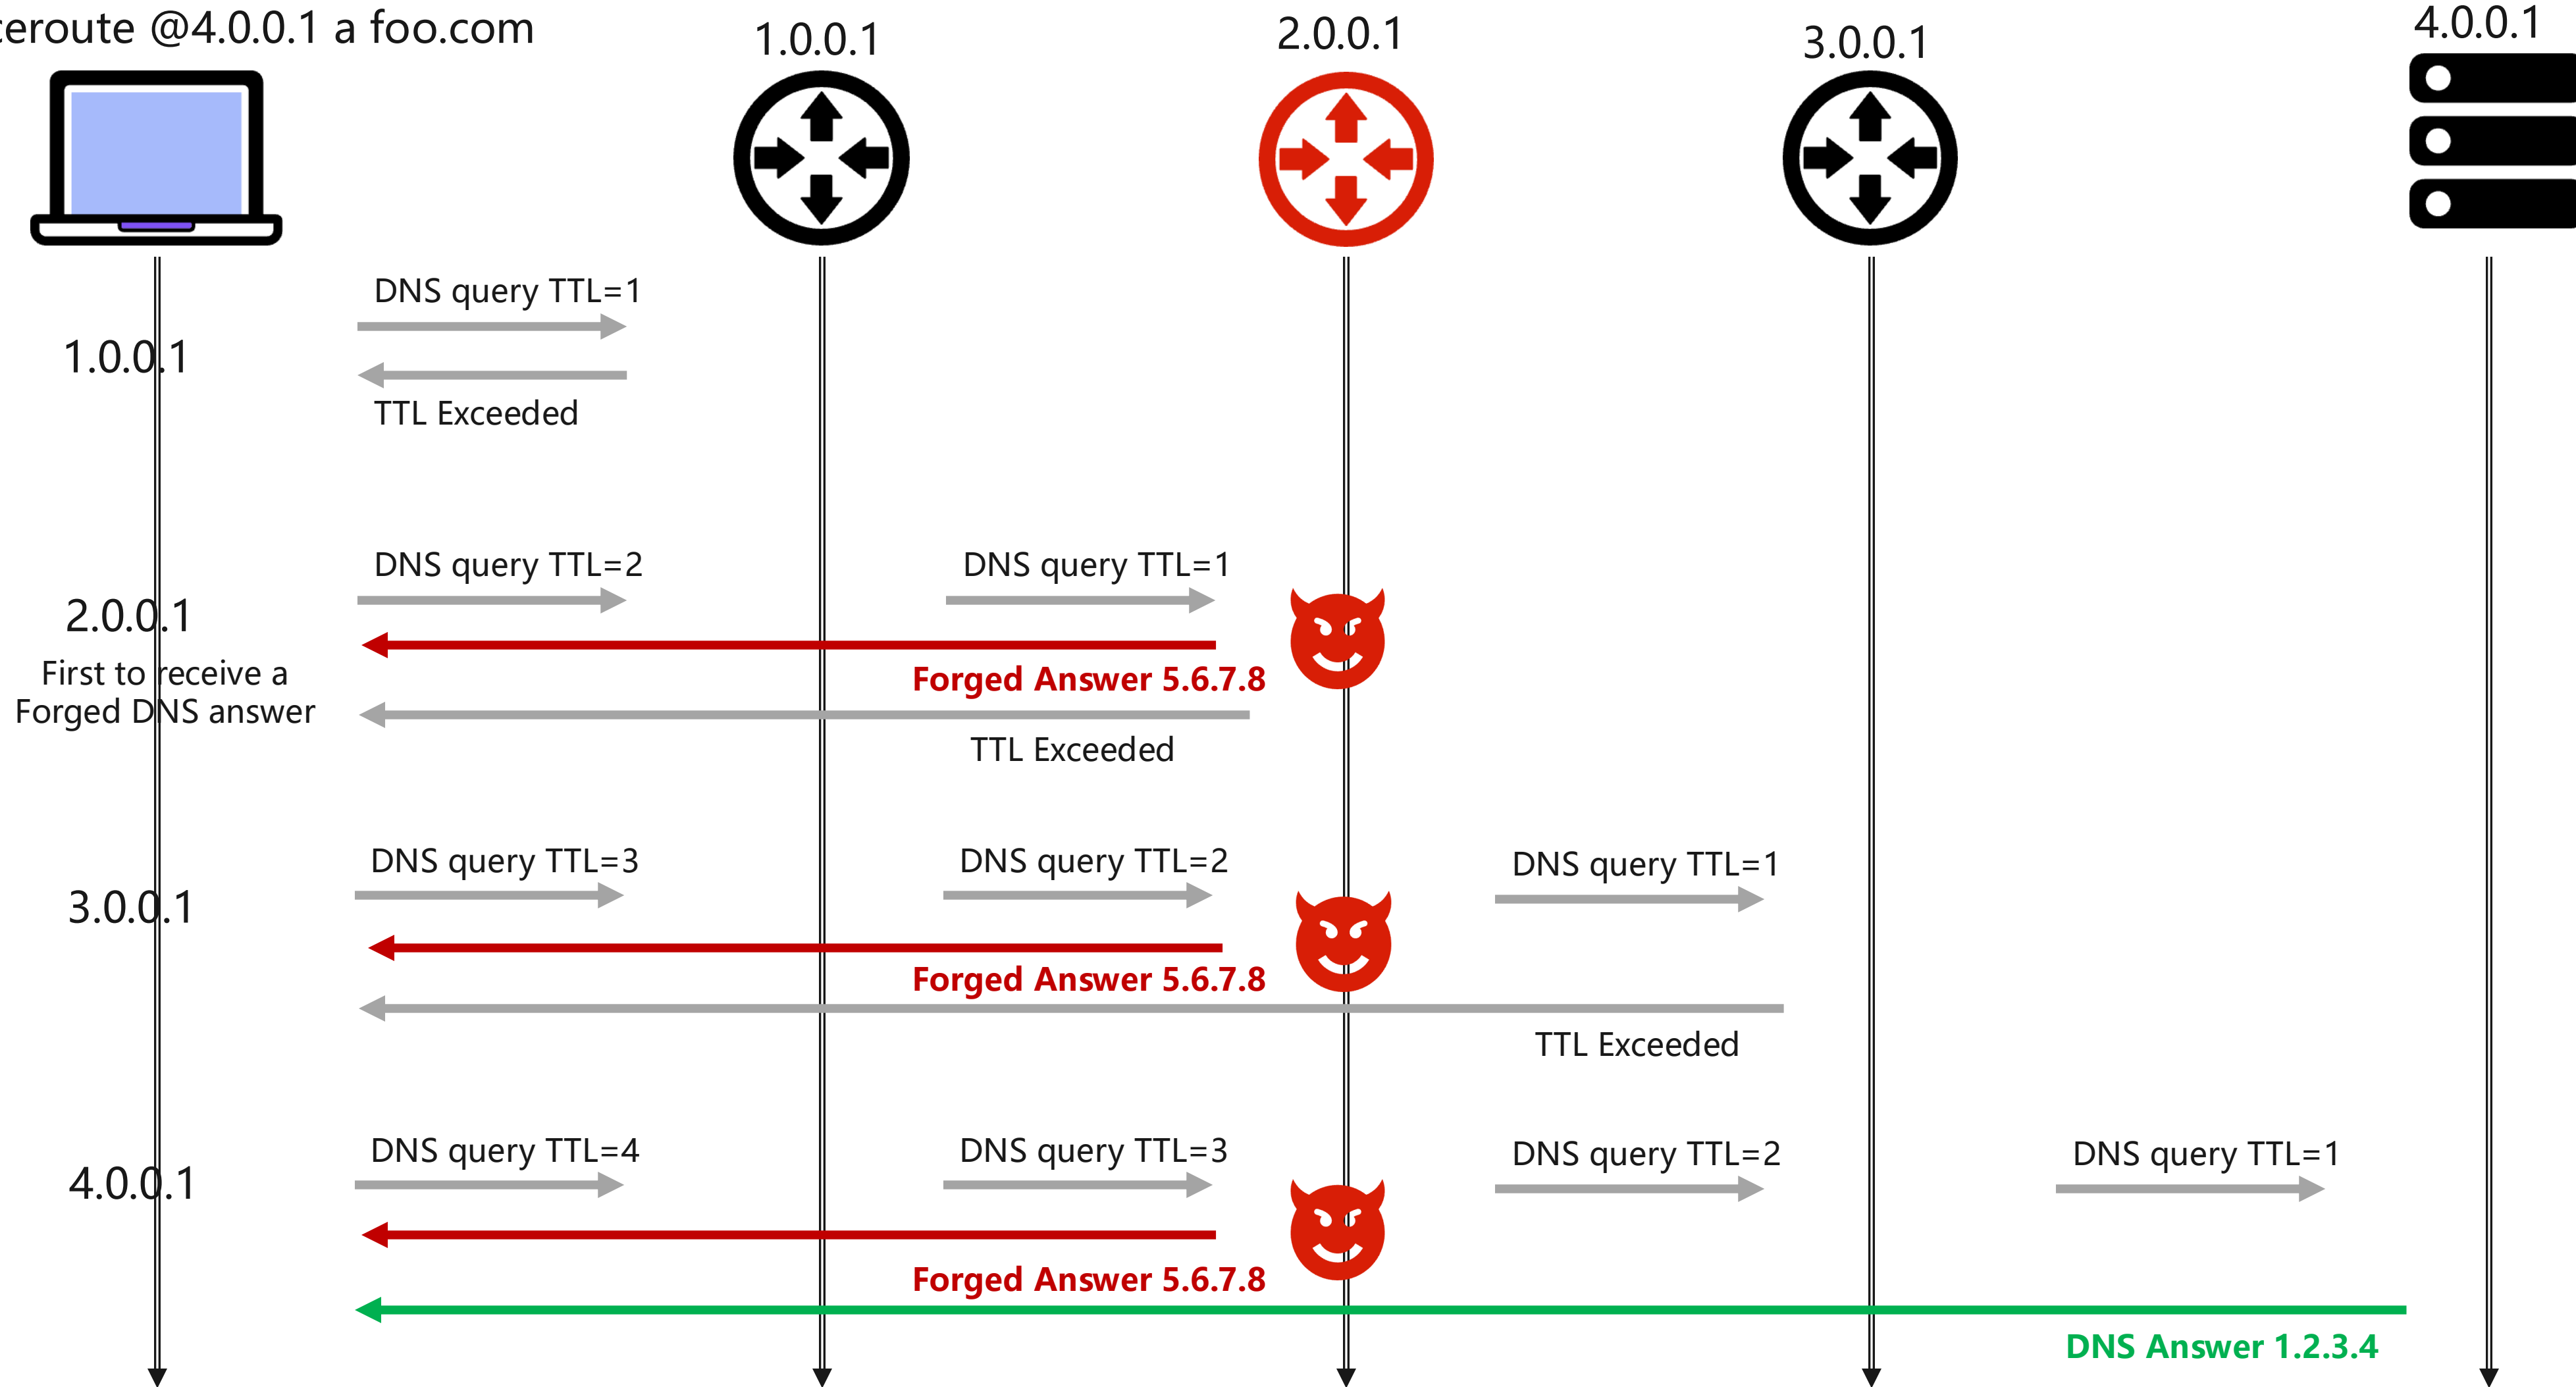 @4.0.0.1 a foo.com
1.0.0.1
2.0.0.1
3.0.0.1
4.0.0.1
DNS query TTL=1
1.0.0.1
TTL Exceeded
DNS query TTL=2
DNS query TTL=1
2.0.0.1
First to receive a
Forged DNS answer
Forged Answer 5.6.7.8
TTL Exceeded
DNS query TTL=3
DNS query TTL=2
DNS query TTL=1
3.0.0.1
Forged Answer 5.6.7.8
TTL Exceeded
DNS query TTL=4
DNS query TTL=3
DNS query TTL=2
DNS query TTL=1
4.0.0.1
Forged Answer 5.6.7.8
DNS Answer 1.2.3.4